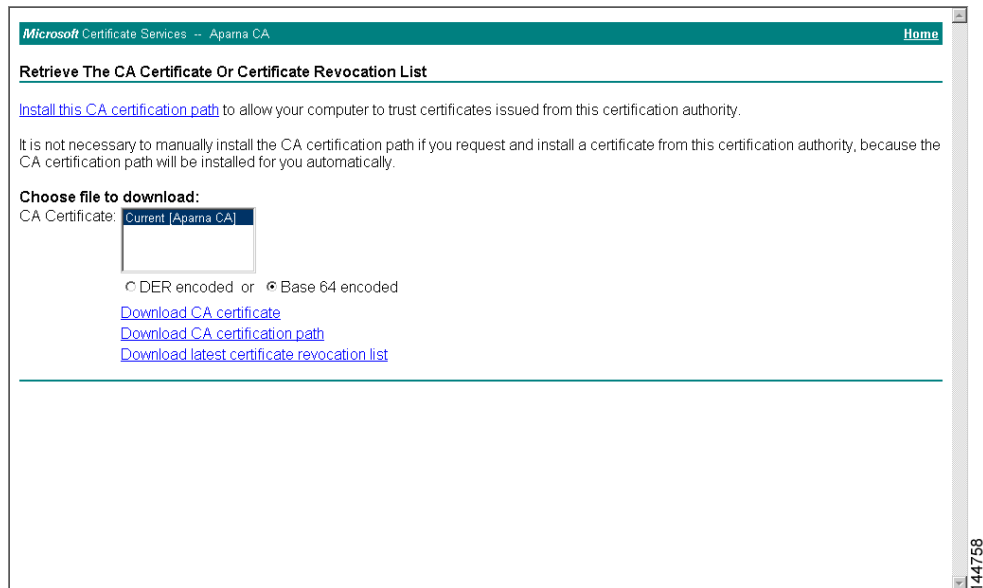 Microsoft Certificate Services -- Aparna CA Home
Retrieve The CA Certificate Or Certificate Revocation List
Install this CA certification path to allow your computer to trust certificates issued from this certification authority.
It is not necessary to manually install the CA certification path if you request and install a certificate from this certification authority, because the
CA certification path will be installed for you automatically.
Choose file to download:
CA Certificate: Current [Aparna CA]
DER encoded or Base 64 encoded
Download CA certificate
Download CA certification path
Download latest certificate revocation list
144758